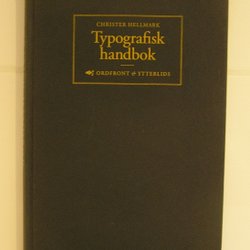 CHRISTER HELLMARK
Typografisk
handbok
ORDFRONT & YTTERLIDS